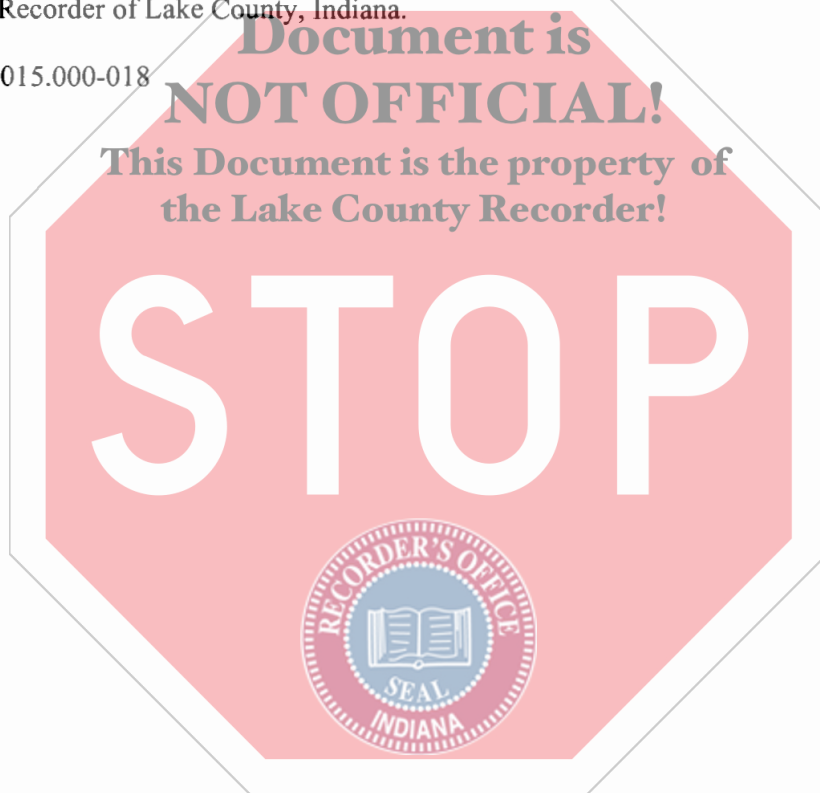 Recorder of Lake County, Indiana.
Document is
015.000-018
NOT OFFICIAL!
This Document is the property of
the Lake County Recorder!
STOP
RECORDER'S OFFICE
SEAL
INDIANA